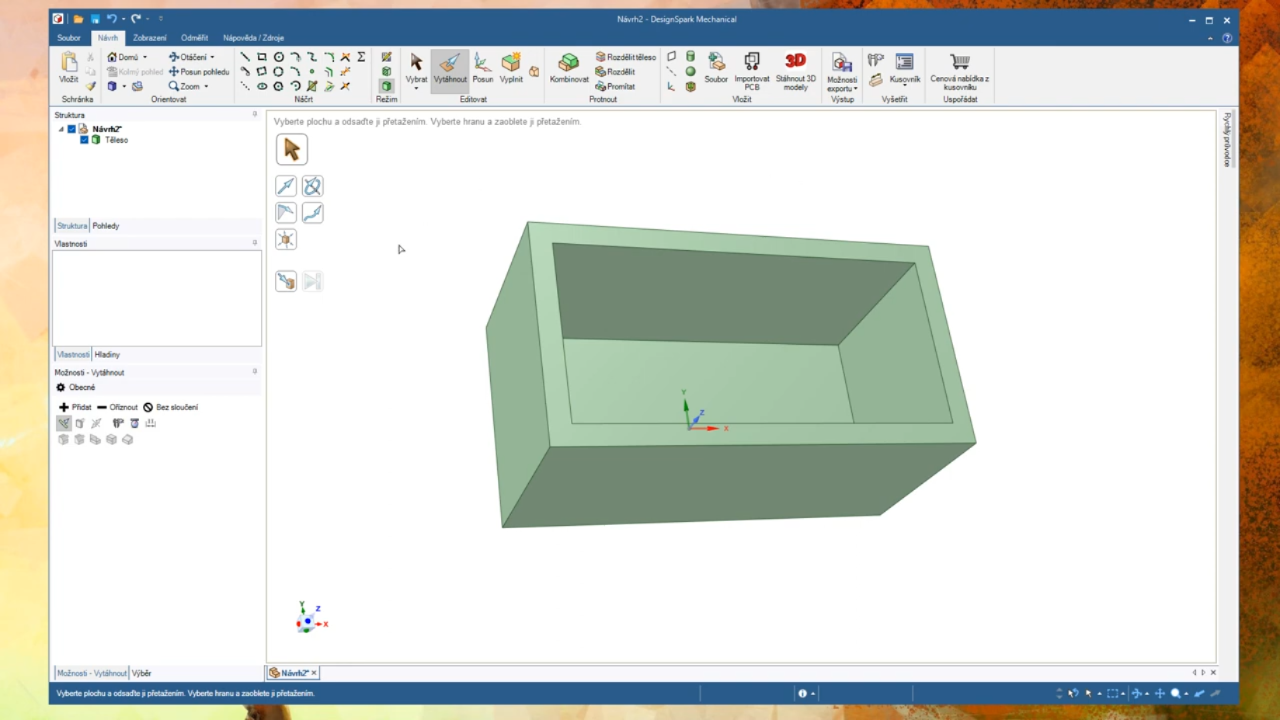 Návrh2 - DesignSpark Mechanical
Soubor Návrh Zobrazení Odměřit Nápověda / Zdroje
Vložit
Domů
Kolmý pohled
Otáčení
Posun pohledu
Zoom
Vybrat Vytáhnout Posun Vyplnit
Kombinovat
Rozdělit těleso
Rozdělit
Promítat
Soubor
Importovat PCB
Stáhnout 3D modely
3D
Možnosti exportu
Kusovník
Cenová nabídka z kusovníku
Schránka Orientovat Náčrt Režim Editovat Protnout Vložit Výstup Vyšetřit Uspořádat
Struktura
Návrh2*
Těleso
Struktura Pohledy
Vlastnosti
Vlastnosti Hladiny
Možnosti - Vytáhnout
Obecné
Přidat Oříznout Bez sloučení
Možnosti - Vytáhnout Výběr
Vyberte plochu a odsaďte ji přetažením. Vyberte hranu a zaoblete ji přetažením.
Rychlý průvodce
Y
Z
X
Y
Z
X
Návrh2*
Vyberte plochu a odsaďte ji přetažením. Vyberte hranu a zaoblete ji přetažením.